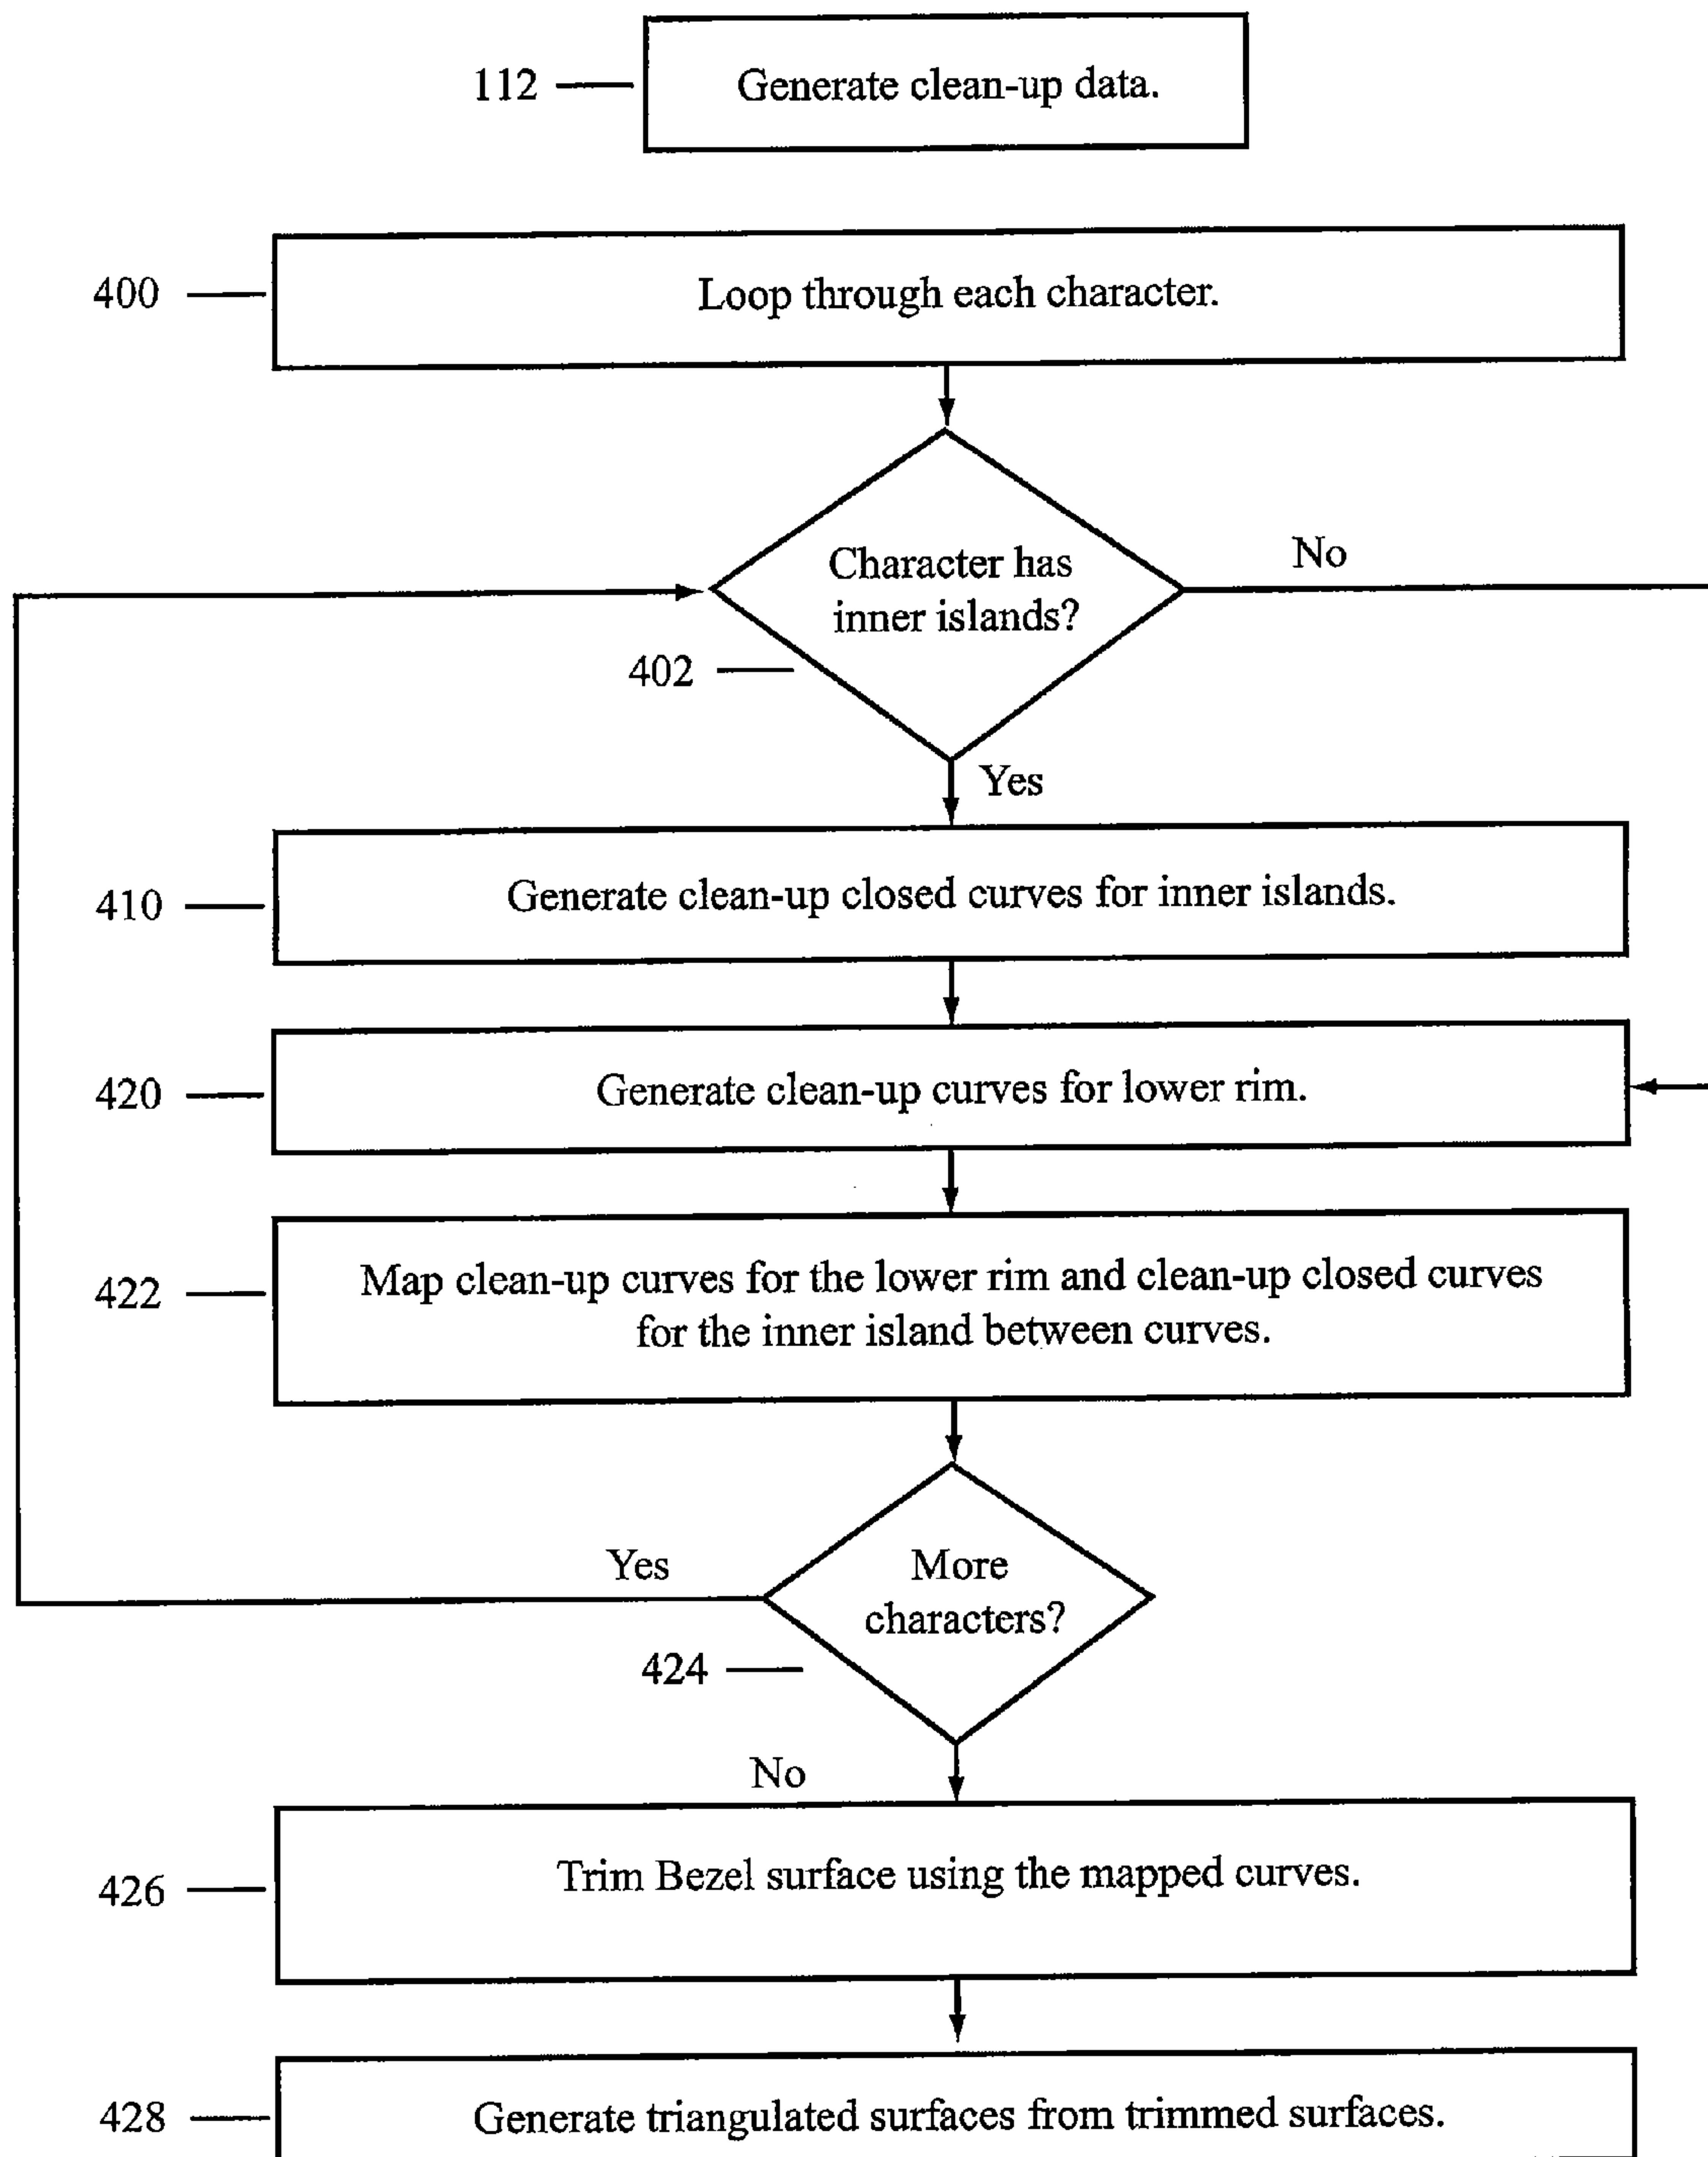 112
Generate clean-up data.
400
Loop through each character.
Character has
inner islands?
No
402
Yes
410
Generate clean-up closed curves for inner islands.
420
Generate clean-up curves for lower rim.
422
Map clean-up curves for the lower rim and clean-up closed curves
for the inner island between curves.
Yes
More
characters?
424
No
426
Trim Bezel surface using the mapped curves.
428
Generate triangulated surfaces from trimmed surfaces.